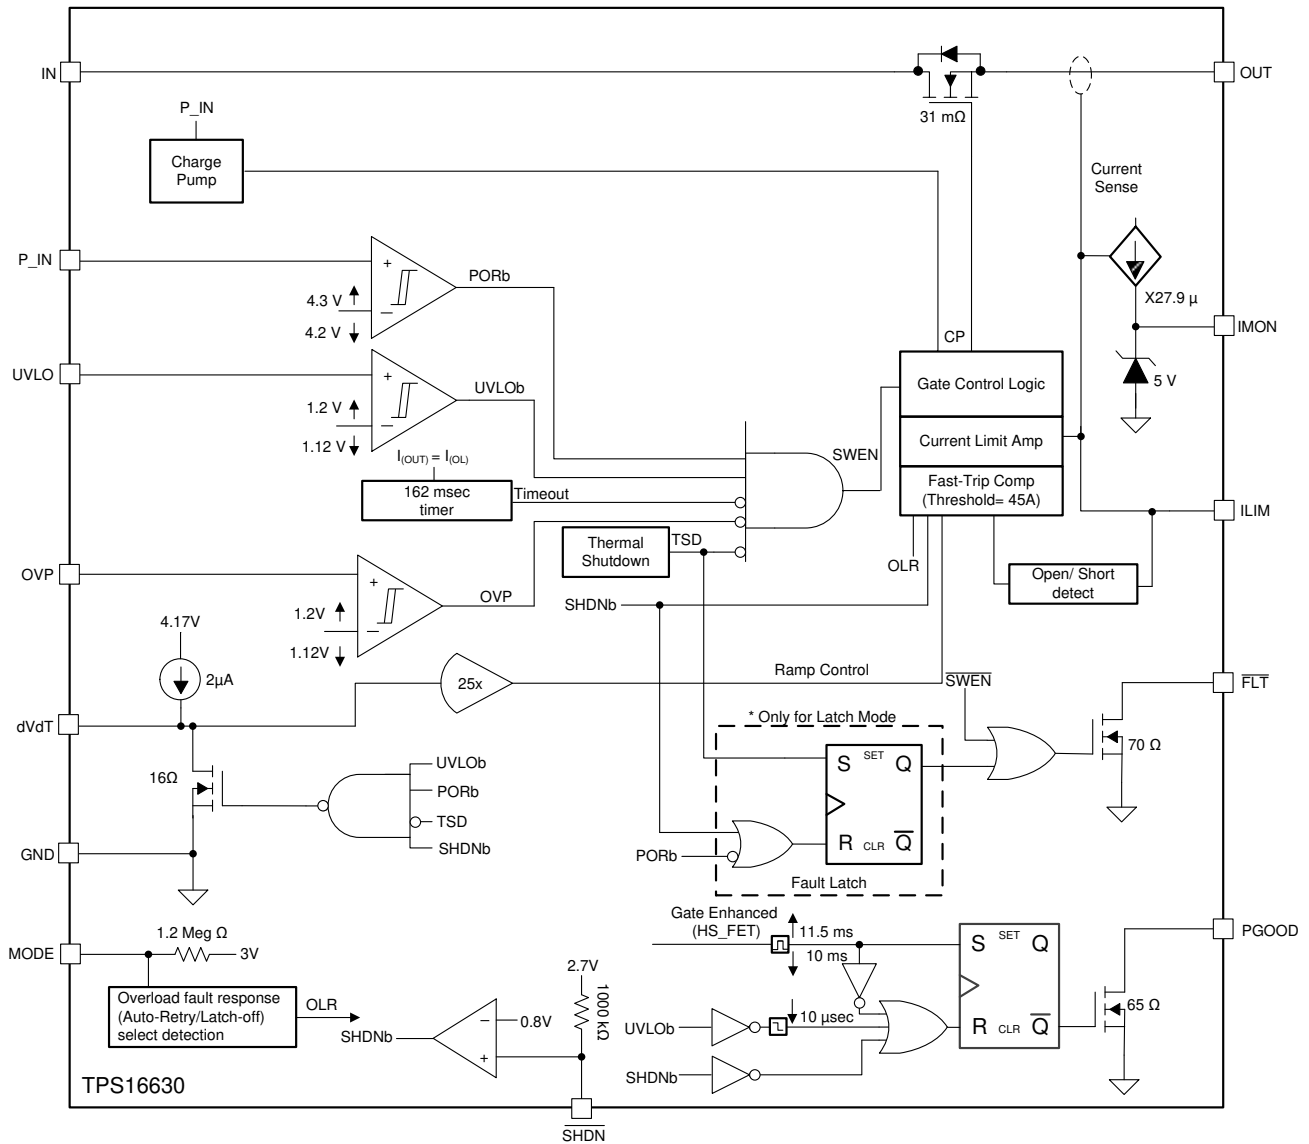 IN
OUT
P_IN
31 mΩ
Charge
Pump
Current
Sense
P_IN
PORb
4.3 V
4.2 V
X27.9 µ
CP
IMON
UVLO
5 V
Gate Control Logic
UVLOb
1.2 V
1.12 V
Current Limit Amp
I(OUT) = I(OL)
SWEN
162 msec
timer
Timeout
Fast-Trip Comp
(Threshold= 45A)
ILIM
Thermal
Shutdown
TSD
OLR
Open/ Short
detect
OVP
OVP
SHDNb
1.2V
1.12V
4.17V
2µA
25x
Ramp Control
SWEN
FLT
dVdT
* Only for Latch Mode
70 Ω
16Ω
UVLOb
PORb
TSD
SHDNb
S
SET
Q
R
CLR
Q
PORb
Fault Latch
GND
Gate Enhanced
(HS_FET)
11.5 ms
10 ms
S
SET
Q
PGOOD
MODE
1.2 Meg Ω
3V
2.7V
1000 KΩ
Overload fault response
(Auto-Retry/Latch-off)
select detection
OLR
0.8V
SHDNb
UVLOb
10 µsec
R
CLR
Q
65 Ω
SHDNb
TPS16630
SHDN